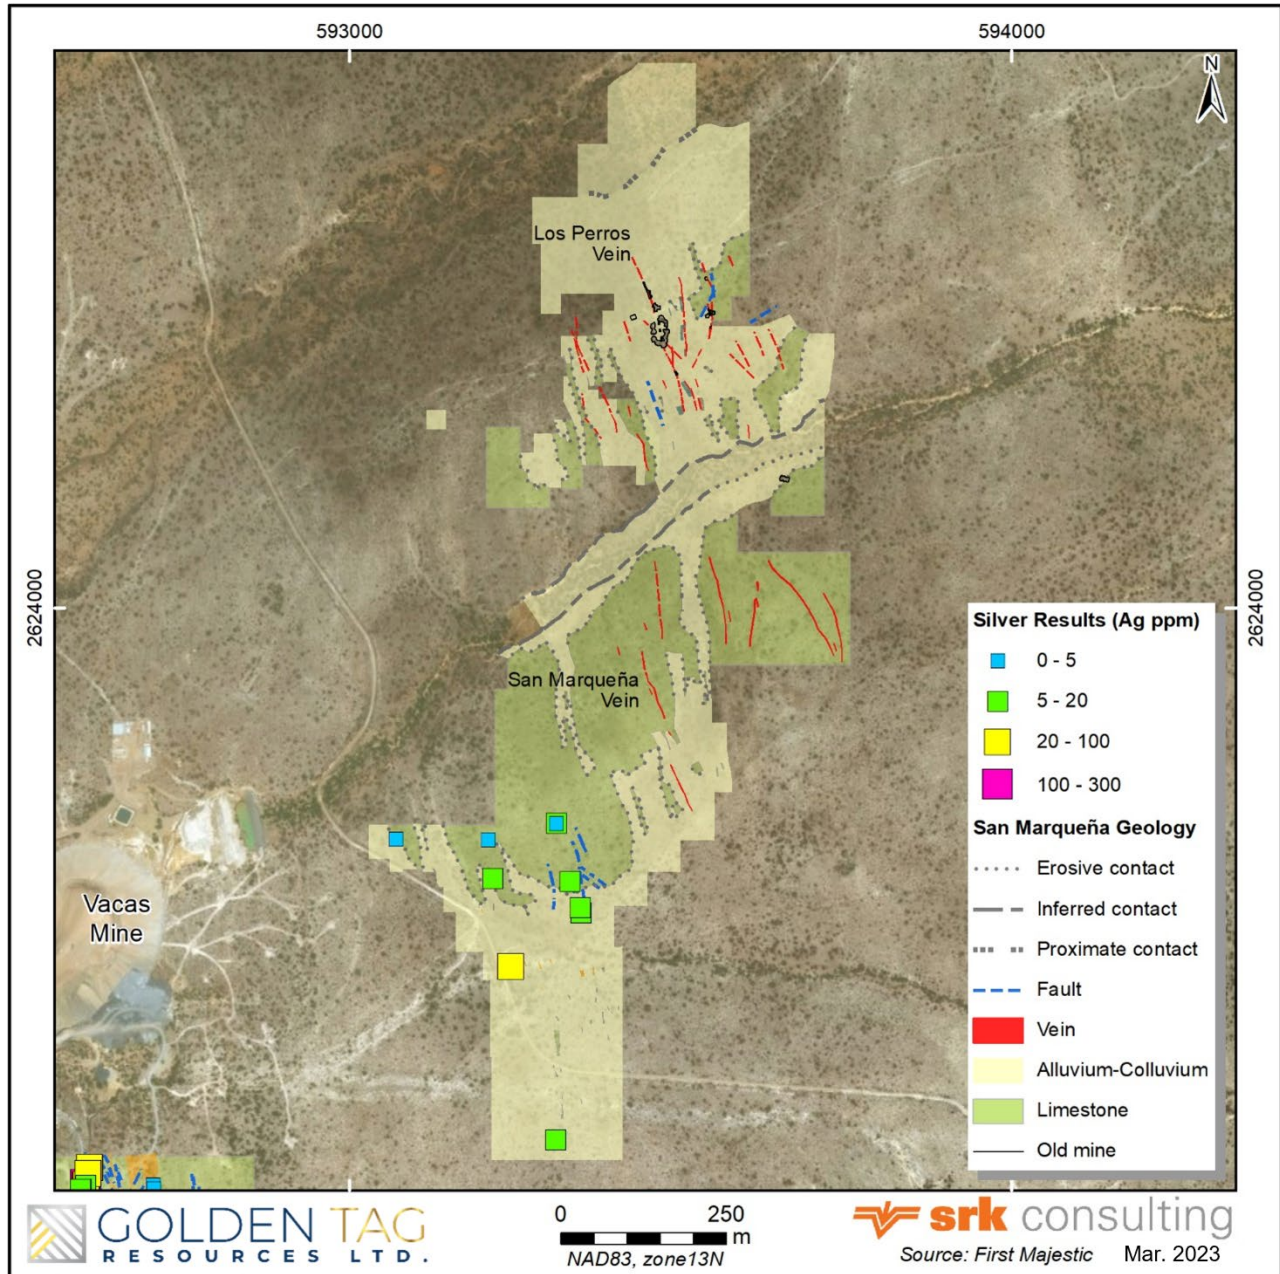 593000
594000
N
Los Perros
Vein
2624000
2624000
San Marqueña
Vein
Vacas
Mine
Silver Results (Ag ppm)
0 - 5
5 - 20
20 - 100
100 - 300
San Marqueña Geology
Erosive contact
Inferred contact
Proximate contact
Fault
Vein
Alluvium-Colluvium
Limestone
Old mine
GOLDEN TAG
RESOURCES LTD.
0 250
m
NAD83, zone13N
srk consulting
Source: First Majestic Mar. 2023